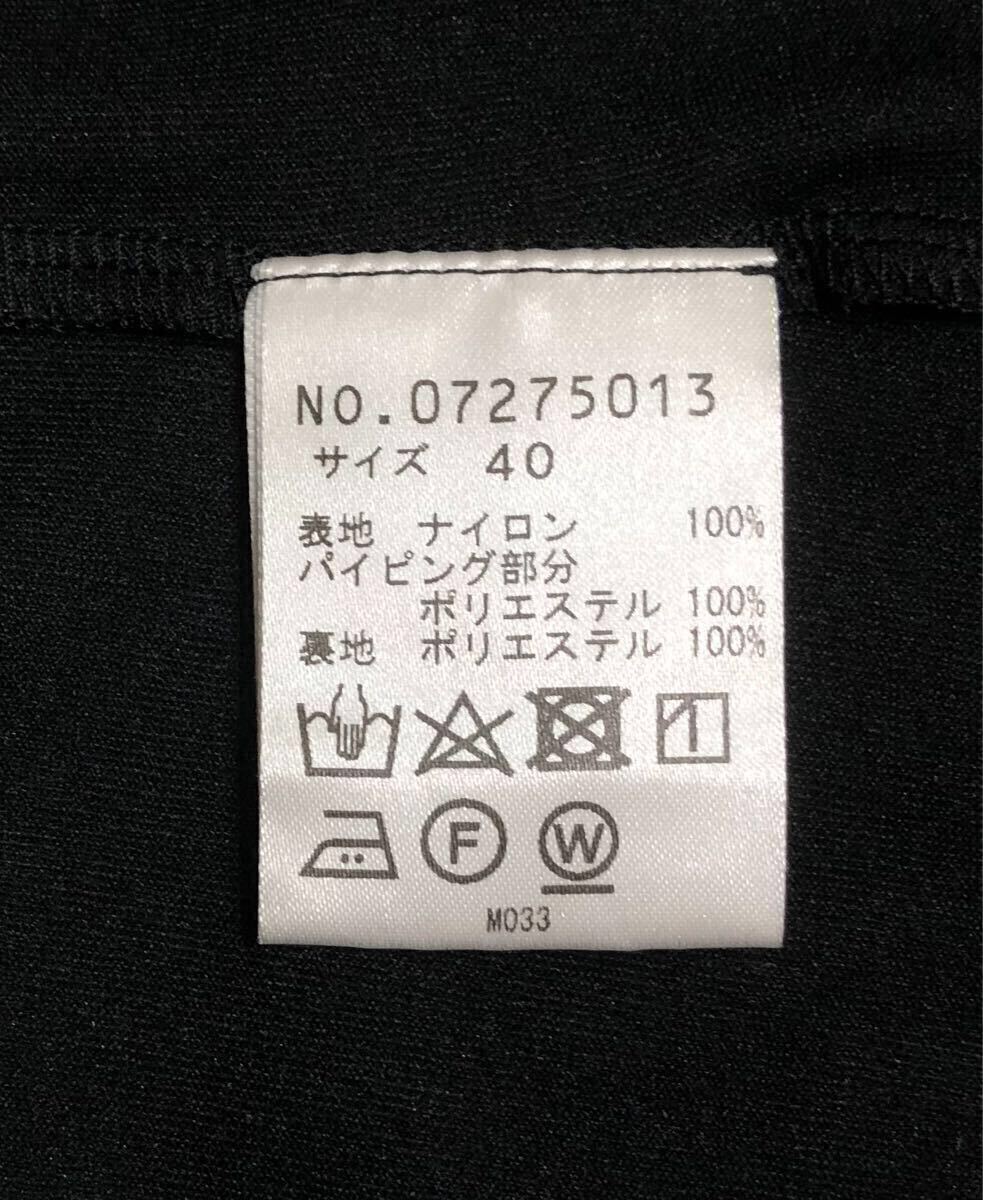 NO.07275013
サイズ 40
表地 ナイロン 100%
パイピング部分
ポリエステル 100%
裏地 ポリエステル 100%
F W
M033